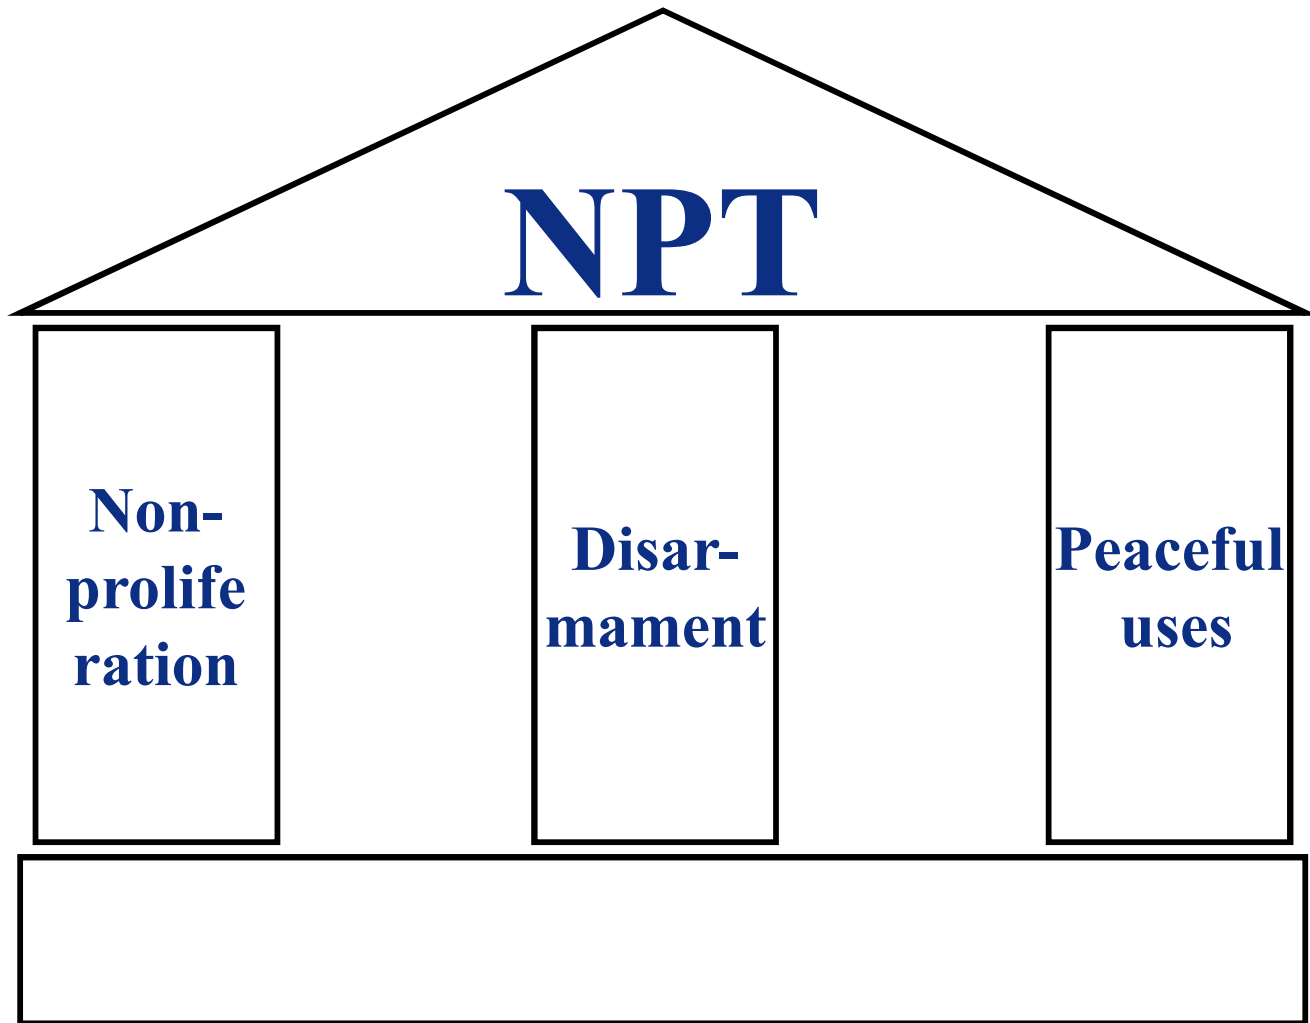 NPT
Non-
prolife
ration
Disar-
mament
Peaceful
uses